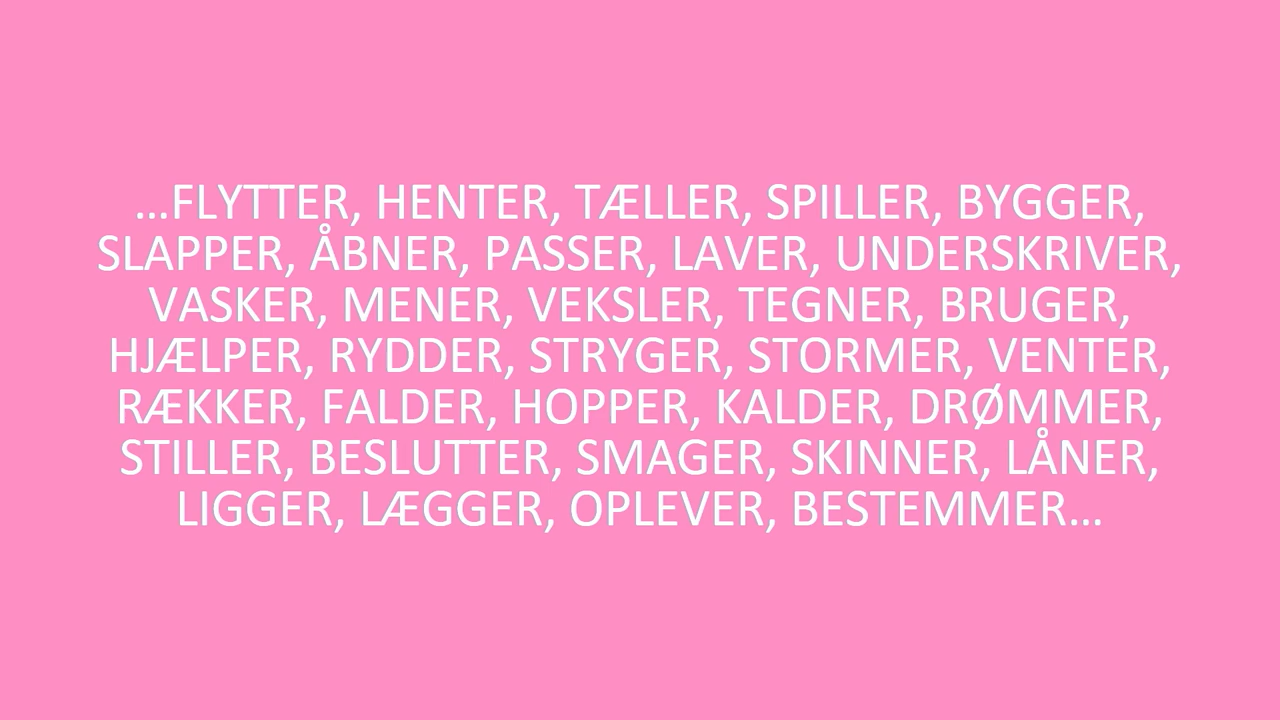 …FLYTTER, HENTER, TÆLLER, SPILLER, BYGGER,
SLAPPER, ÅBNER, PASSER, LAVER, UNDERSKRIVER,
VASKER, MENER, VEKSLER, TEGNER, BRUGER,
HJÆLPER, RYDDER, STRYGER, STORMER, VENTER,
RÆKKER, FALDER, HOPPER, KALDER, DRØMMER,
STILLER, BESLUTTER, SMAGER, SKINNER, LÅNER,
LIGGER, LÆGGER, OPLEVER, BESTEMMER…